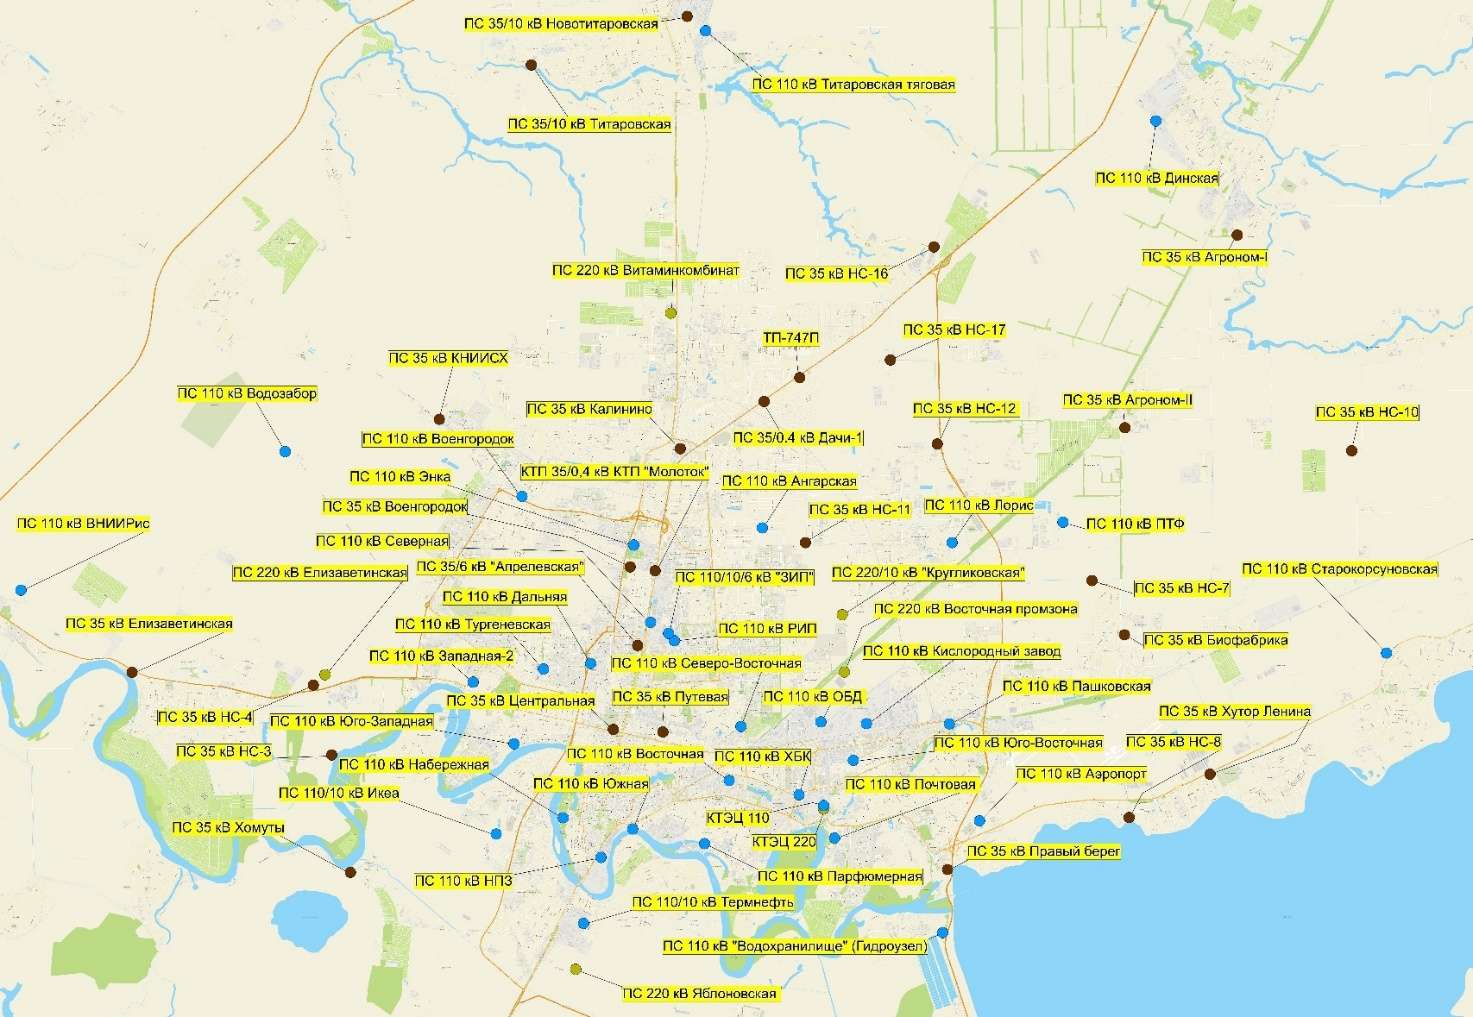 ПС 35/10 кВ Новотитаровская
ПС 110 кВ Титаровская тяговая
ПС 35/10 кВ Титаровская
ПС 110 кВ Динская
ПС 35 кВ Агроном-I
ПС 220 кВ Витаминкомбинат
ПС 35 кВ НС-16
ПС 35 кВ НС-17
ТП-747П
ПС 35 кВ КНИИСХ
ПС 110 кВ Водозабор
ПС 35 кВ Калинино
ПС 35 кВ НС-12
ПС 35 кВ Агроном-II
ПС 35 кВ НС-10
ПС 110 кВ Военгородок
ПС 35/0.4 кВ Дачи-1
ПС 110 кВ Энка
КТП 35/0,4 кВ КТП "Молоток"
ПС 110 кВ Ангарская
ПС 35 кВ Военгородок
ПС 35 кВ НС-11
ПС 110 кВ Лорис
ПС 110 кВ ВНИИРис
ПС 110 кВ ПТФ
ПС 110 кВ Северная
ПС 220 кВ Елизаветинская
ПС 35/6 кВ "Апрелевская"
ПС 110/10/6 кВ "ЗИП"
ПС 220/10 кВ "Кругликовская"
ПС 110 кВ Старокорсуновская
ПС 35 кВ НС-7
ПС 110 кВ Дальняя
ПС 220 кВ Восточная промзона
ПС 35 кВ Елизаветинская
ПС 110 кВ Тургеневская
ПС 110 кВ РИП
ПС 35 кВ Биофабрика
ПС 110 кВ Западная-2
ПС 110 кВ Северо-Восточная
ПС 110 кВ Кислородный завод
ПС 110 кВ Пашковская
ПС 35 кВ Центральная
ПС 35 кВ Путевая
ПС 110 кВ ОБД
ПС 35 кВ Хутор Ленина
ПС 35 кВ НС-4
ПС 110 кВ Юго-Западная
ПС 35 кВ НС-3
ПС 110 кВ Восточная
ПС 110 кВ ХБК
ПС 110 кВ Юго-Восточная
ПС 35 кВ НС-8
ПС 110 кВ Набережная
ПС 110 кВ Аэропорт
ПС 110/10 кВ Икеа
ПС 110 кВ Южная
ПС 110 кВ Почтовая
КТЭЦ 110
ПС 35 кВ Хомуты
КТЭЦ 220
ПС 35 кВ Правый берег
ПС 110 кВ НПЗ
ПС 110 кВ Парфюмерная
ПС 110/10 кВ Термнефть
ПС 110 кВ "Водохранилище" (Гидроузел)
ПС 220 кВ Яблоновская